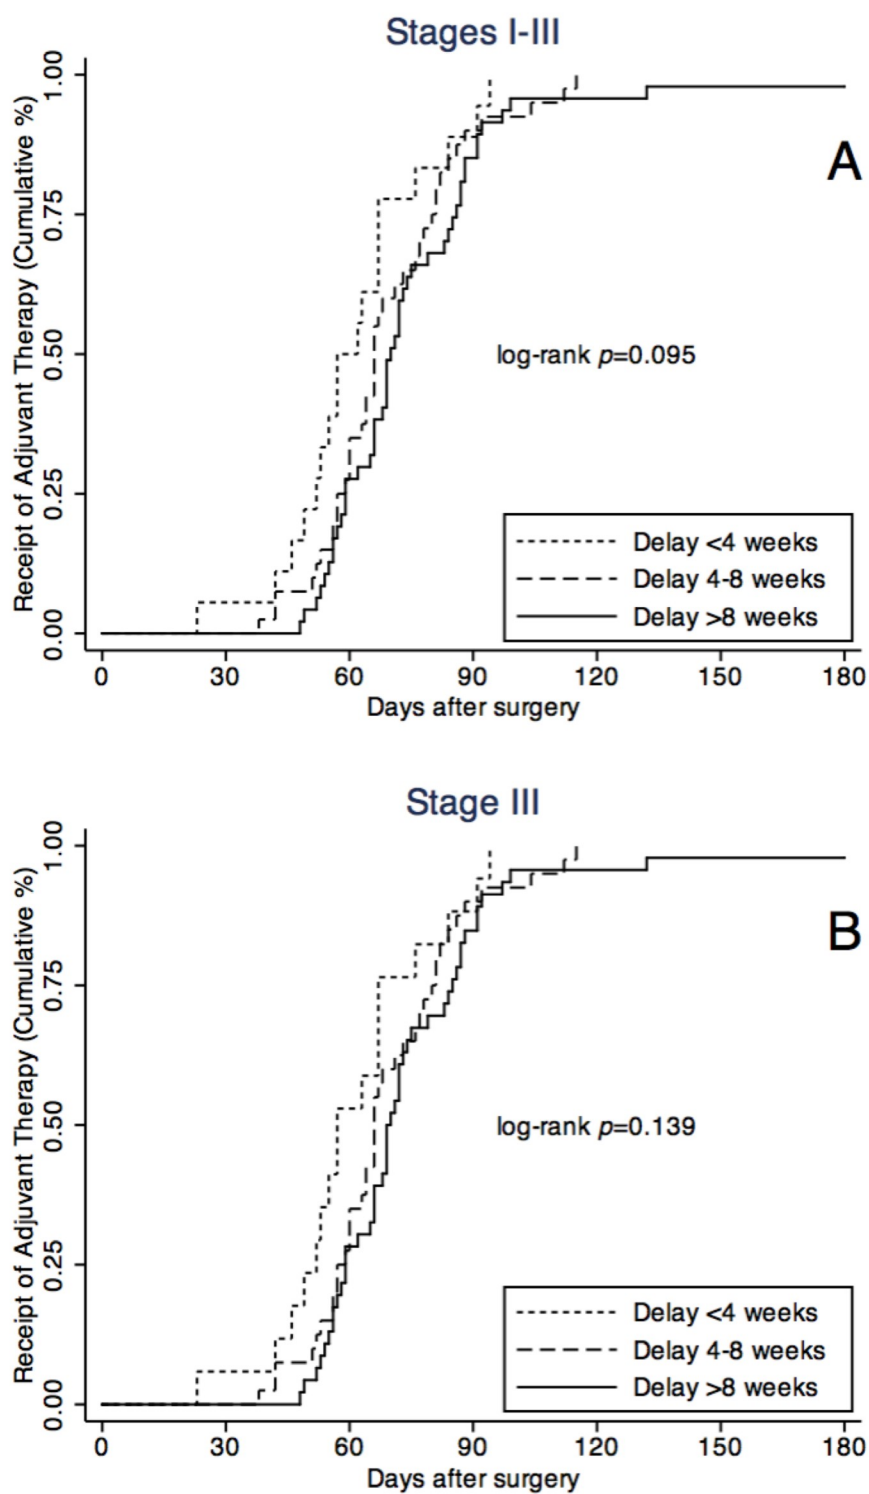 Stages I-III
A
Receipt of Adjuvant Therapy (Cumulative %)
1.00
0.75
0.50
0.25
0.00
log-rank p=0.095
Delay <4 weeks
Delay 4-8 weeks
Delay >8 weeks
0 30 60 90 120 150 180
Days after surgery
Stage III
B
Receipt of Adjuvant Therapy (Cumulative %)
1.00
0.75
0.50
0.25
0.00
log-rank p=0.139
Delay <4 weeks
Delay 4-8 weeks
Delay >8 weeks
0 30 60 90 120 150 180
Days after surgery